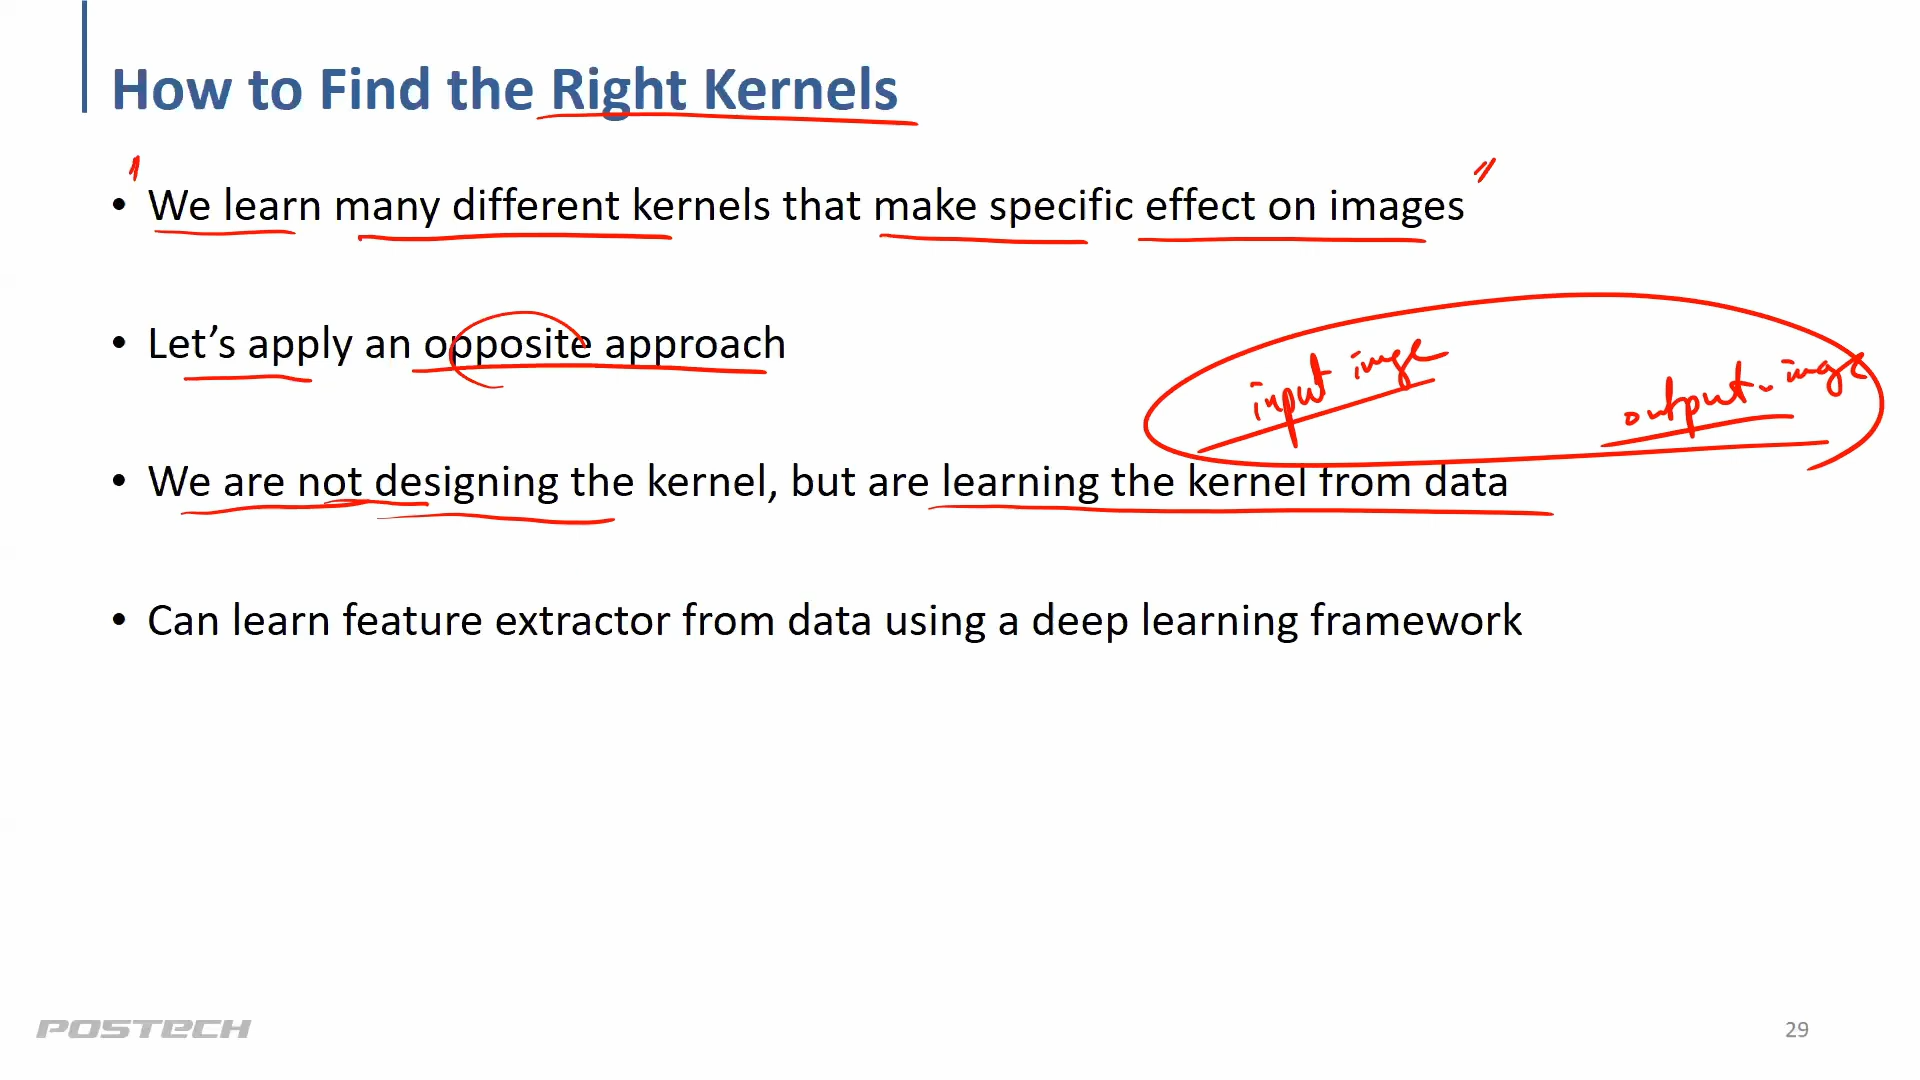 How to Find the Right Kernels
• We learn many different kernels that make specific effect on images
• Let’s apply an opposite approach
input imge
output image
• We are not designing the kernel, but are learning the kernel from data
• Can learn feature extractor from data using a deep learning framework
POSTECH
29